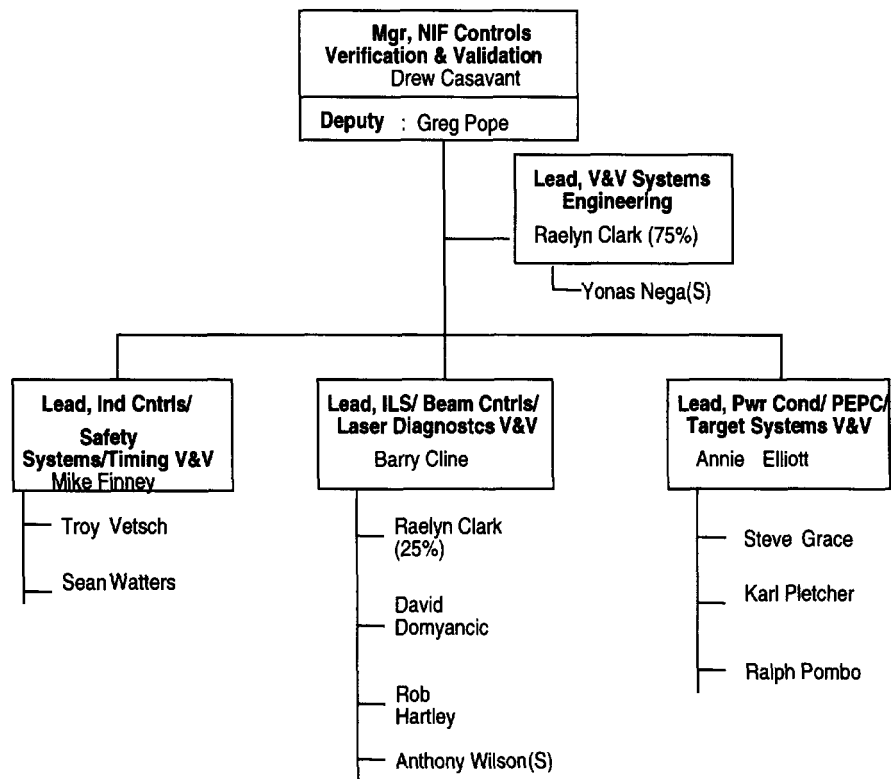 Mgr, NIF Controls
Verification & Validation
Drew Casavant
Deputy : Greg Pope
Lead, V&V Systems
Engineering
Raelyn Clark (75%)
Yonas Nega(S)
Lead, Ind Cntrls/
Safety
Systems/Timing V&V
Mike Finney
Troy Vetsch
Sean Watters
Lead, ILS/ Beam Cntrls/
Laser Diagnostcs V&V
Barry Cline
Raelyn Clark
(25%)
David
Domyancic
Rob
Hartley
Anthony Wilson(S)
Lead, Pwr Cond/ PEPC/
Target Systems V&V
Annie Elliott
Steve Grace
Karl Pletcher
Ralph Pombo